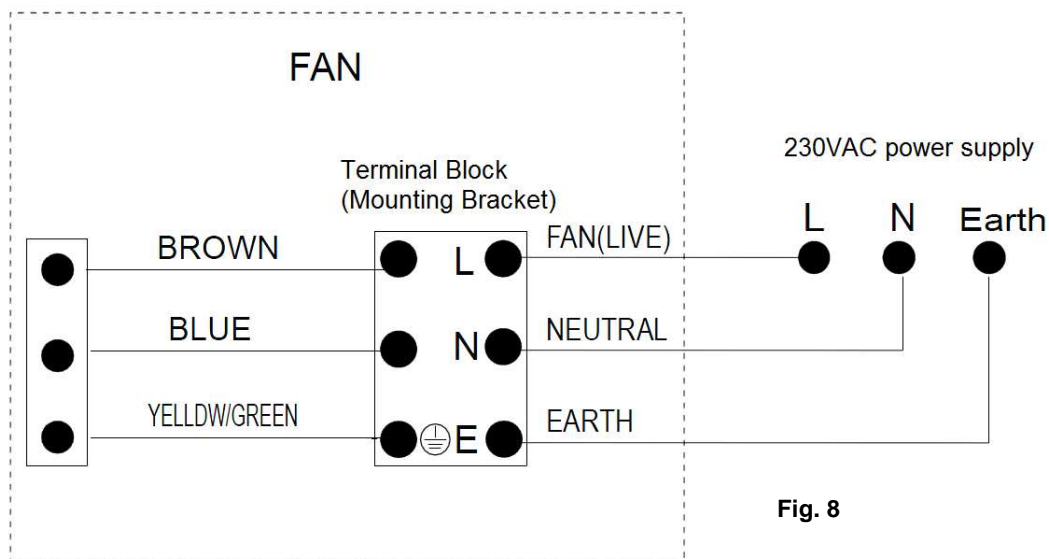 FAN
230VAC power supply
Terminal Block
(Mounting Bracket)
L
N
Earth
BROWN
L
FAN(LIVE)
BLUE
N
NEUTRAL
YELLDW/GREEN
E
EARTH
Fig. 8